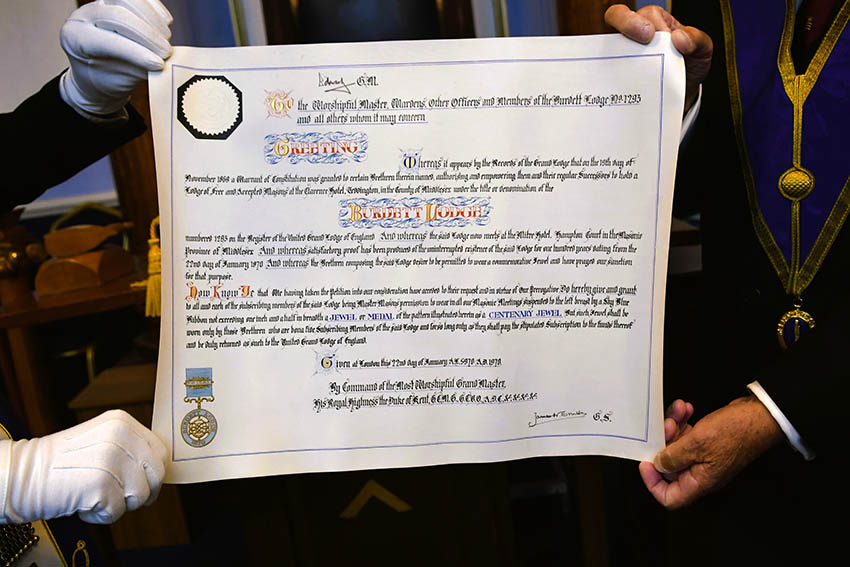 G.M.
To the Worshipful Master, Wardens, Other Officers and Members of the Burdett Lodge No. 1293
and all others whom it may concern.
GREETING
Whereas it appears by the Records of the Grand Lodge that on the 18th day of
November 1869 a Warrant of Constitution was granted to certain Brethren therein named, authorising and empowering them and their regular Successors to hold a
Lodge of Free and Accepted Masons at the Clarence Hotel, Teddington, in the County of Middlesex under the title or denomination of the
BURDETT LODGE
numbered 1293 on the Register of the United Grand Lodge of England And whereas the said Lodge now meets at the Mitre Hotel, Hampton Court in the Masonic
Province of Middlesex And whereas satisfactory proof has been produced of the uninterrupted existence of the said Lodge for one hundred years dating from the
22nd day of January 1970 And whereas the Brethren composing the said Lodge desire to be permitted to wear a commemorative Jewel and have prayed our sanction
for that purpose.
Now Know Ye that We having taken the Petition into our consideration have acceded to their request and in virtue of our Prerogative Do hereby give and grant
to all and each of the subscribing members of the said Lodge being Master Masons permission to wear in all our Masonic Meetings suspended to the left breast by a Sky Blue
Ribbon not exceeding one inch and a half in breadth a JEWEL or MEDAL of the pattern illustrated herein as a CENTENARY JEWEL But such Jewel shall be
worn only by those Brethren who are bona fide Subscribing Members of the said Lodge and for so long only as they shall pay the stipulated Subscription to the funds thereof
and be duly returned as such to the United Grand Lodge of England.
Given at London this 22nd day of January A.L.5970 A.D.1970.
By Command of the Most Worshipful Grand Master,
His Royal Highness the Duke of Kent, G.C.M.G., G.C.V.O., A.D.C.
G.S.